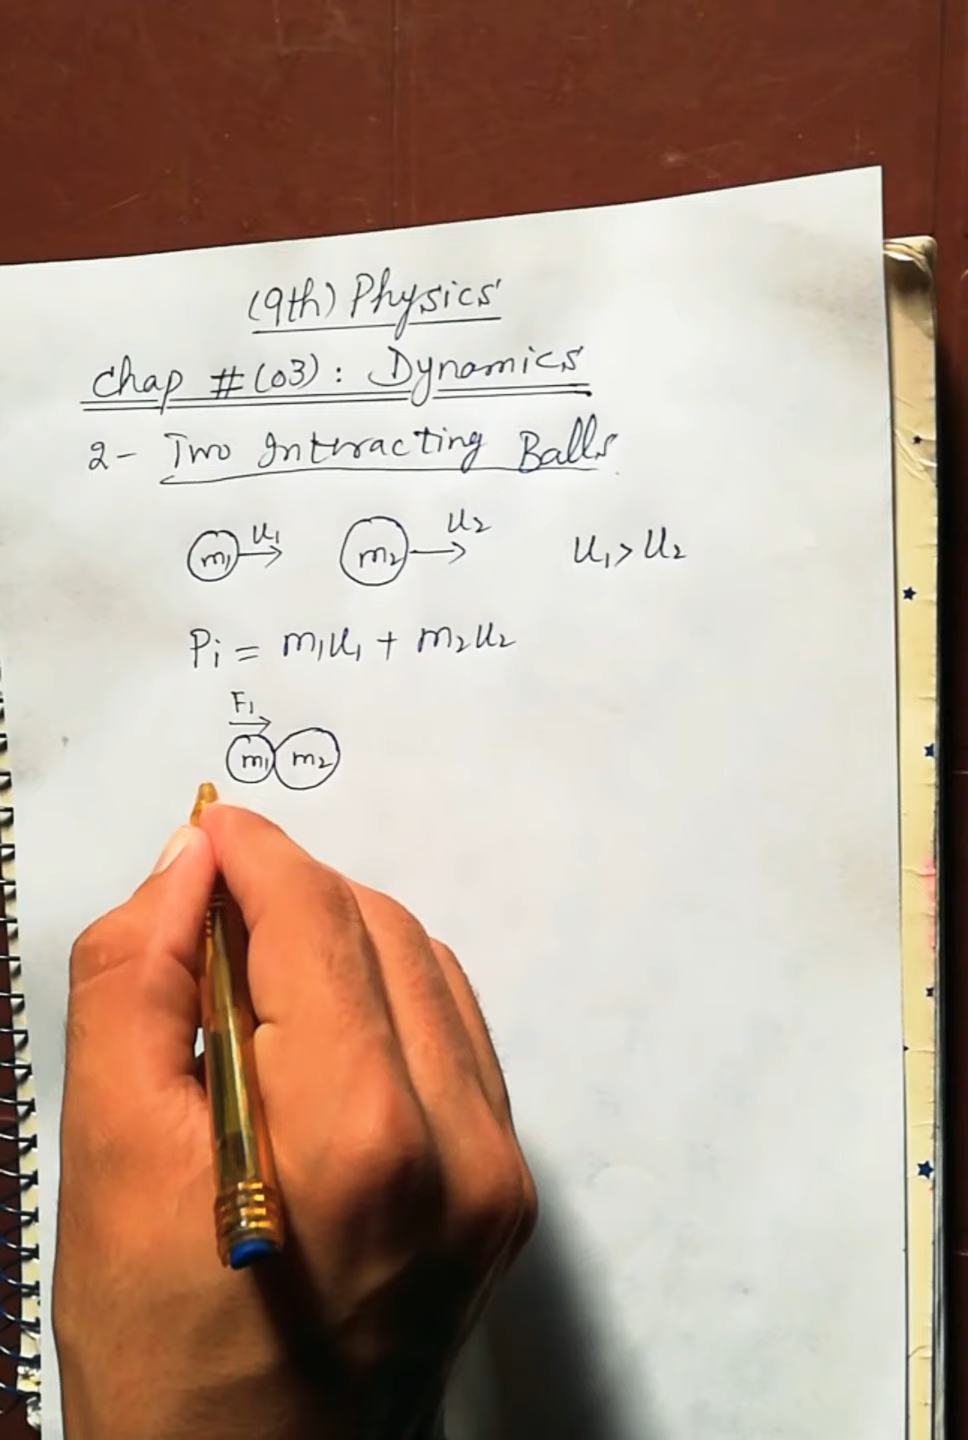 (9th) Physics
Chap #(03): Dynamics
2- Two Interacting Balls
m1 u1 m2 u2 u1 > u2
Pi = m1u1 + m2u2
F1
m1 m2